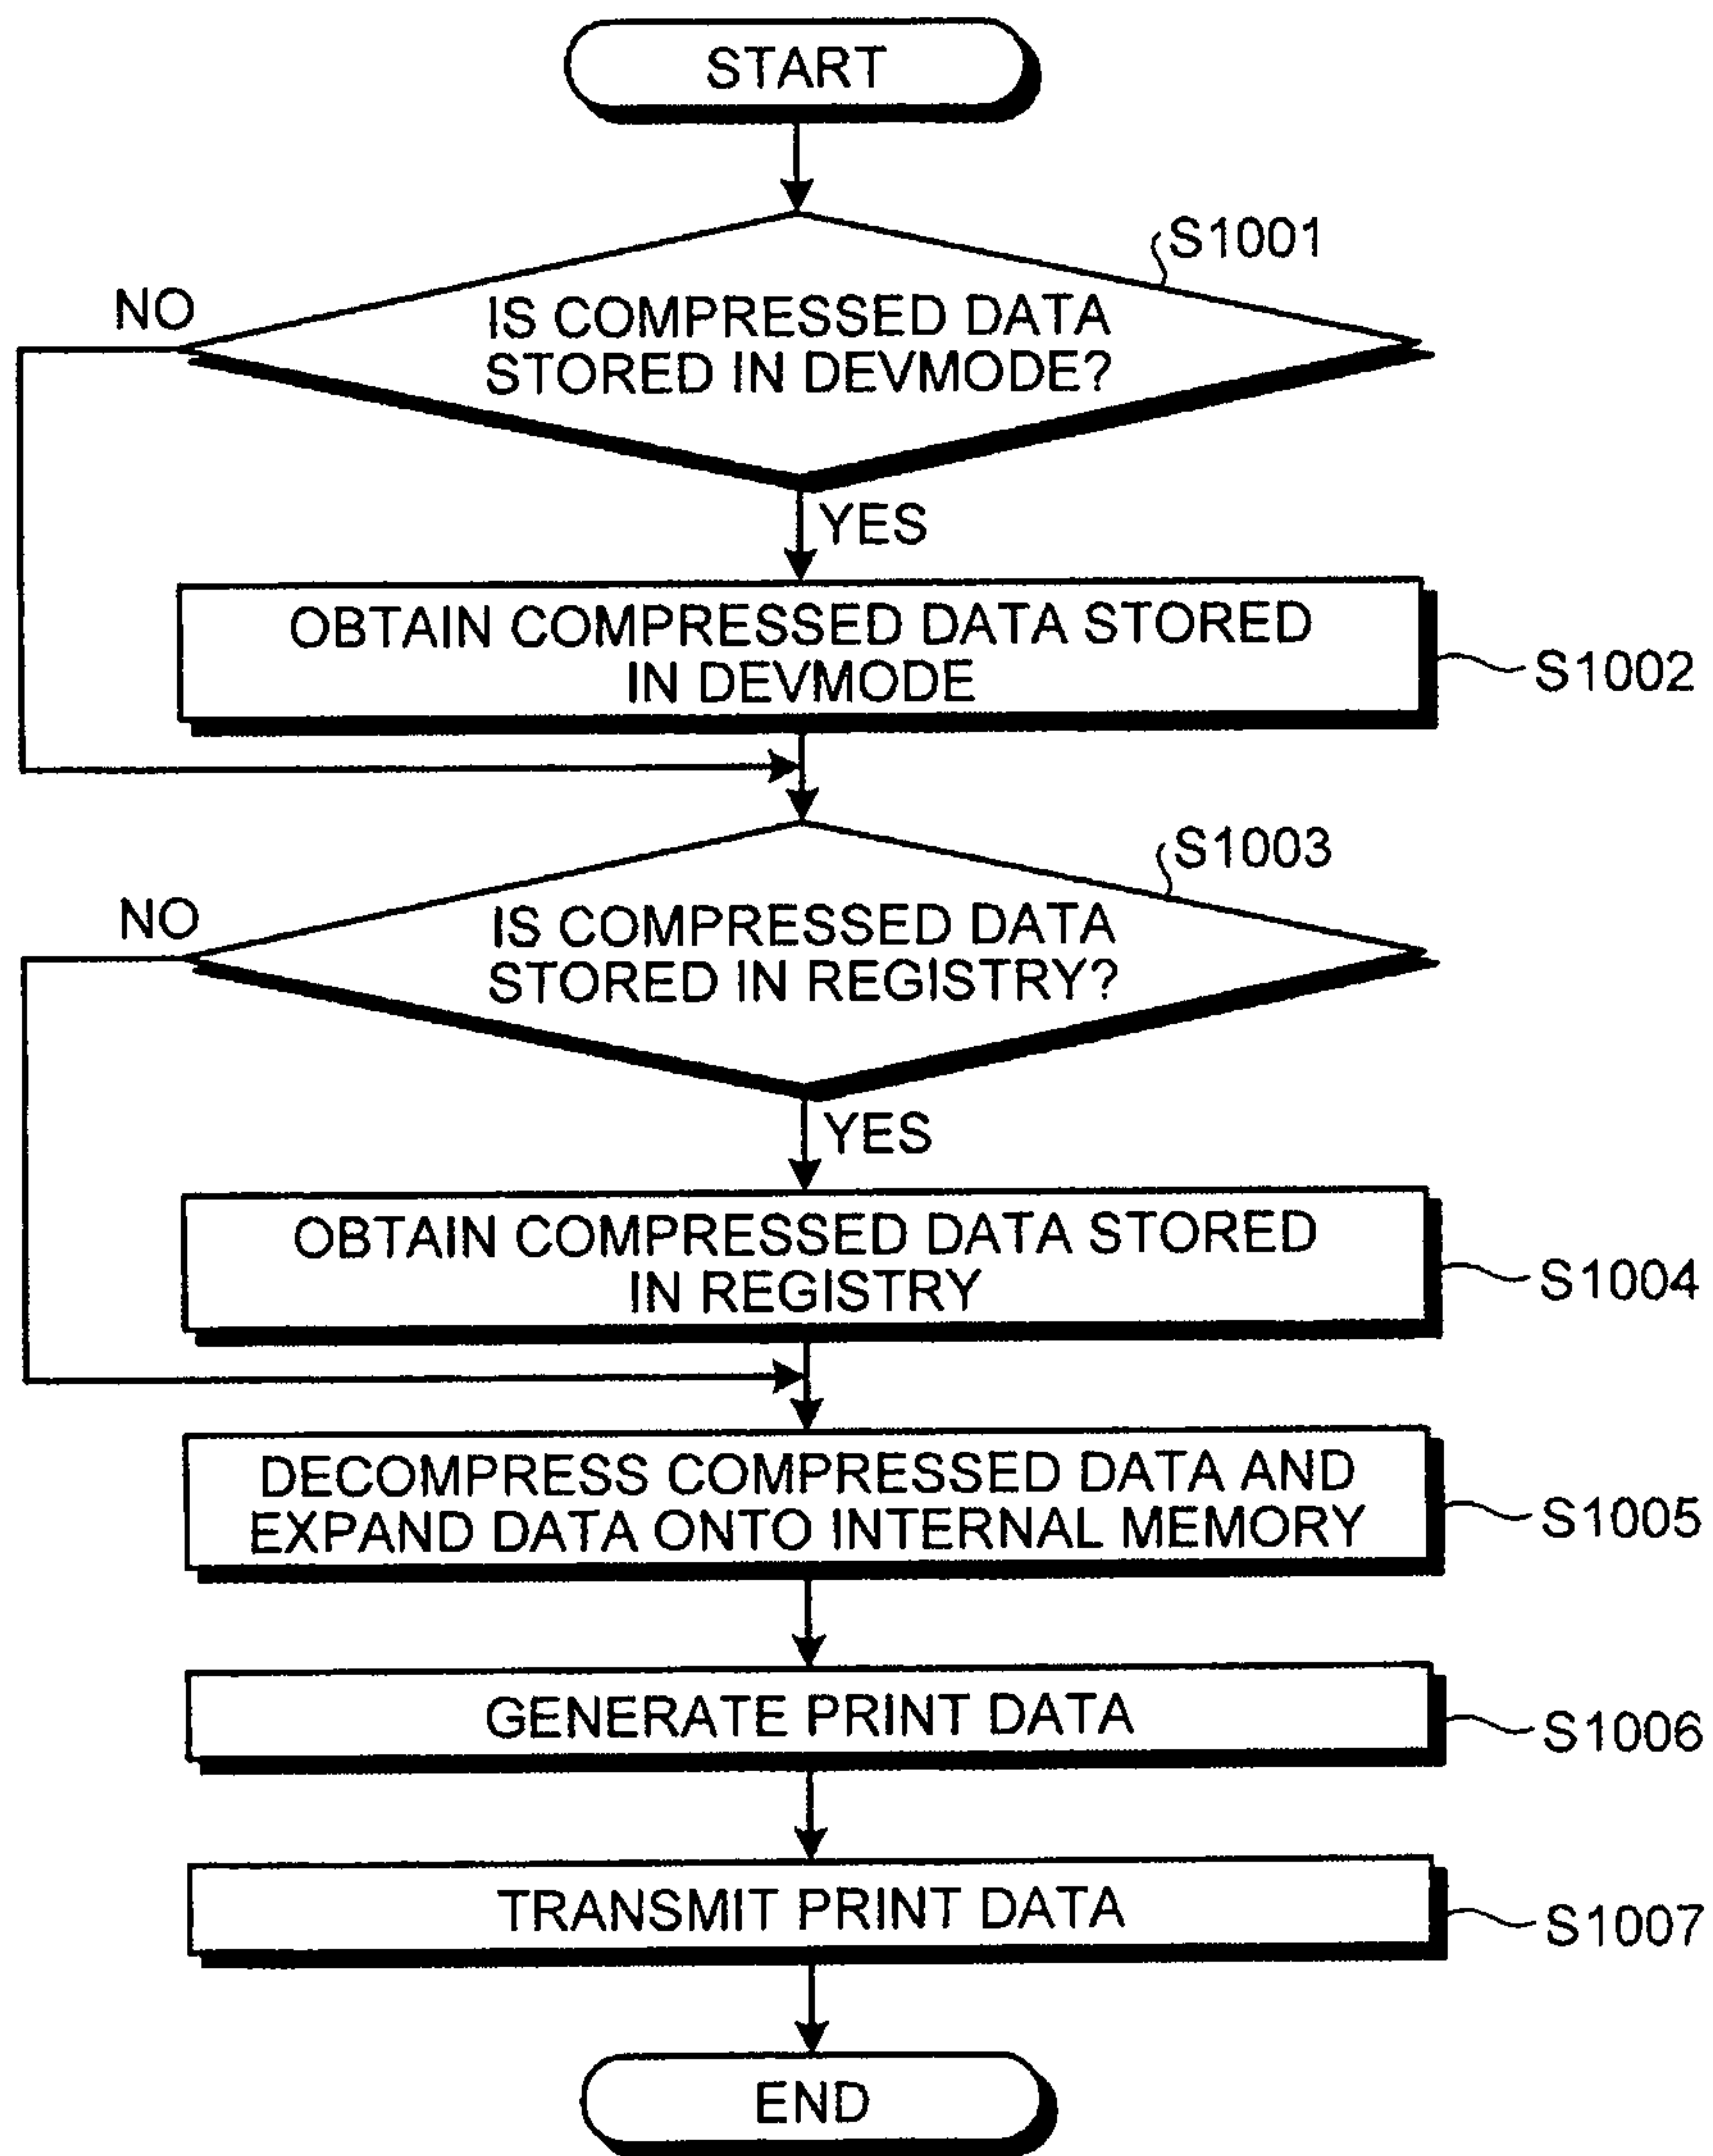 START
S1001
NO
IS COMPRESSED DATA
STORED IN DEVMODE?
YES
OBTAIN COMPRESSED DATA STORED
IN DEVMODE
S1002
S1003
NO
IS COMPRESSED DATA
STORED IN REGISTRY?
YES
OBTAIN COMPRESSED DATA STORED
IN REGISTRY
S1004
DECOMPRESS COMPRESSED DATA AND
EXPAND DATA ONTO INTERNAL MEMORY
S1005
GENERATE PRINT DATA
S1006
TRANSMIT PRINT DATA
S1007
END